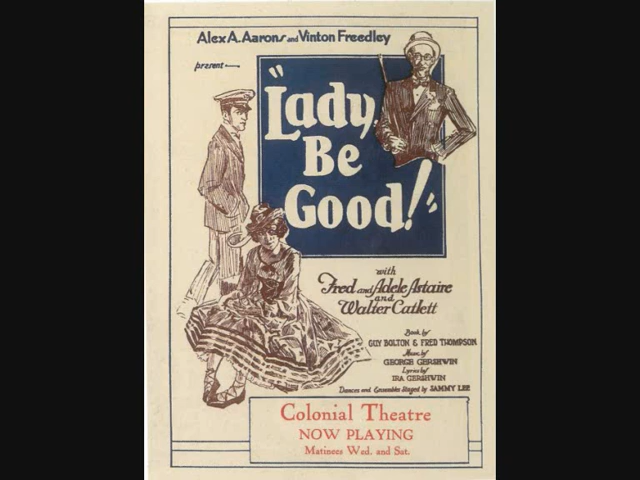 Alex A. Aarons and Vinton Freedley
present
"Lady,
Be
Good!"
with
Fred and Adele Astaire
and
Walter Catlett
Book by
GUY BOLTON & FRED THOMPSON
Music by
GEORGE GERSHWIN
Lyrics by
IRA GERSHWIN
Dances and Ensembles Staged by SAMMY LEE
Colonial Theatre
NOW PLAYING
Matinees Wed. and Sat.